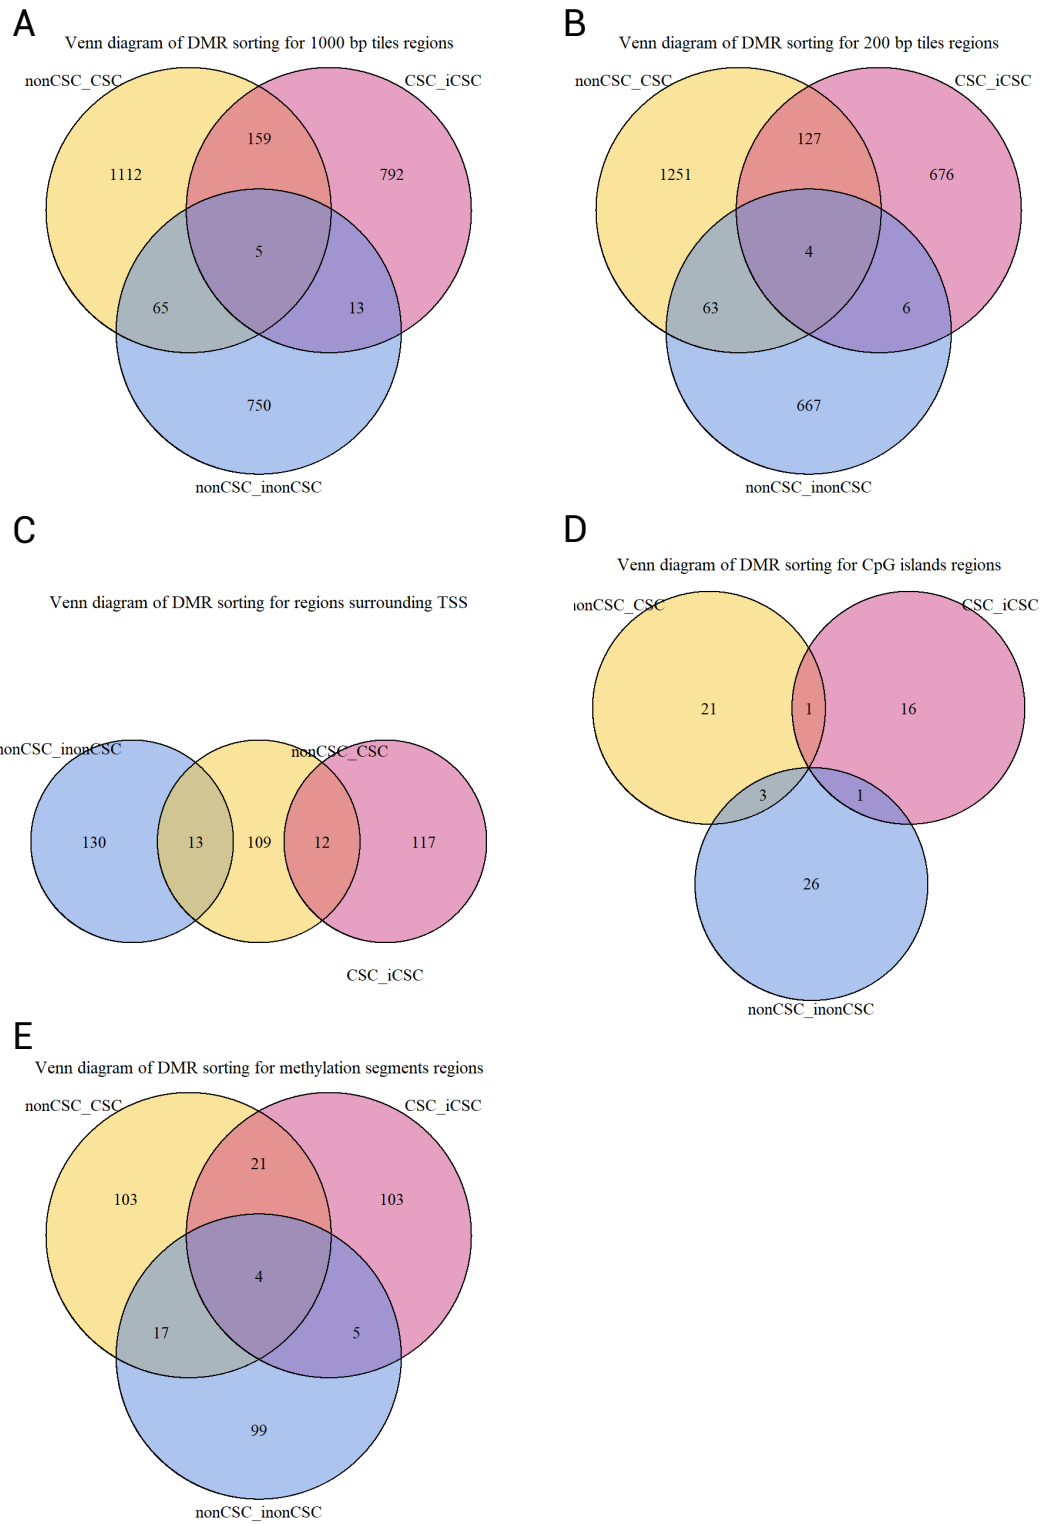 A
Venn diagram of DMR sorting for 1000 bp tiles regions
nonCSC_CSC
CSC_iCSC
159
1112
792
5
65
13
750
nonCSC_inonCSC
B
Venn diagram of DMR sorting for 200 bp tiles regions
nonCSC_CSC
CSC_iCSC
127
1251
676
4
63
6
667
nonCSC_inonCSC
C
Venn diagram of DMR sorting for regions surrounding TSS
nonCSC_inonCSC
nonCSC_CSC
130
13
109
12
117
CSC_iCSC
D
Venn diagram of DMR sorting for CpG islands regions
nonCSC_CSC
CSC_iCSC
21
1
16
3
1
26
nonCSC_inonCSC
E
Venn diagram of DMR sorting for methylation segments regions
nonCSC_CSC
CSC_iCSC
21
103
103
4
17
5
99
nonCSC_inonCSC